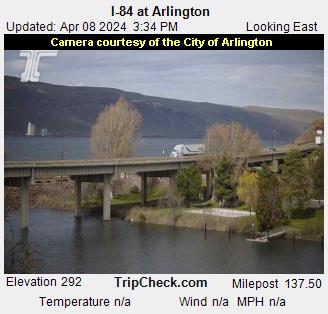 I-84 at Arlington
Updated: Apr 08 2024 3:34 PM Looking East
Camera courtesy of the City of Arlington
Elevation 292 TripCheck.com Milepost 137.50
Temperature n/a Wind n/a MPH n/a